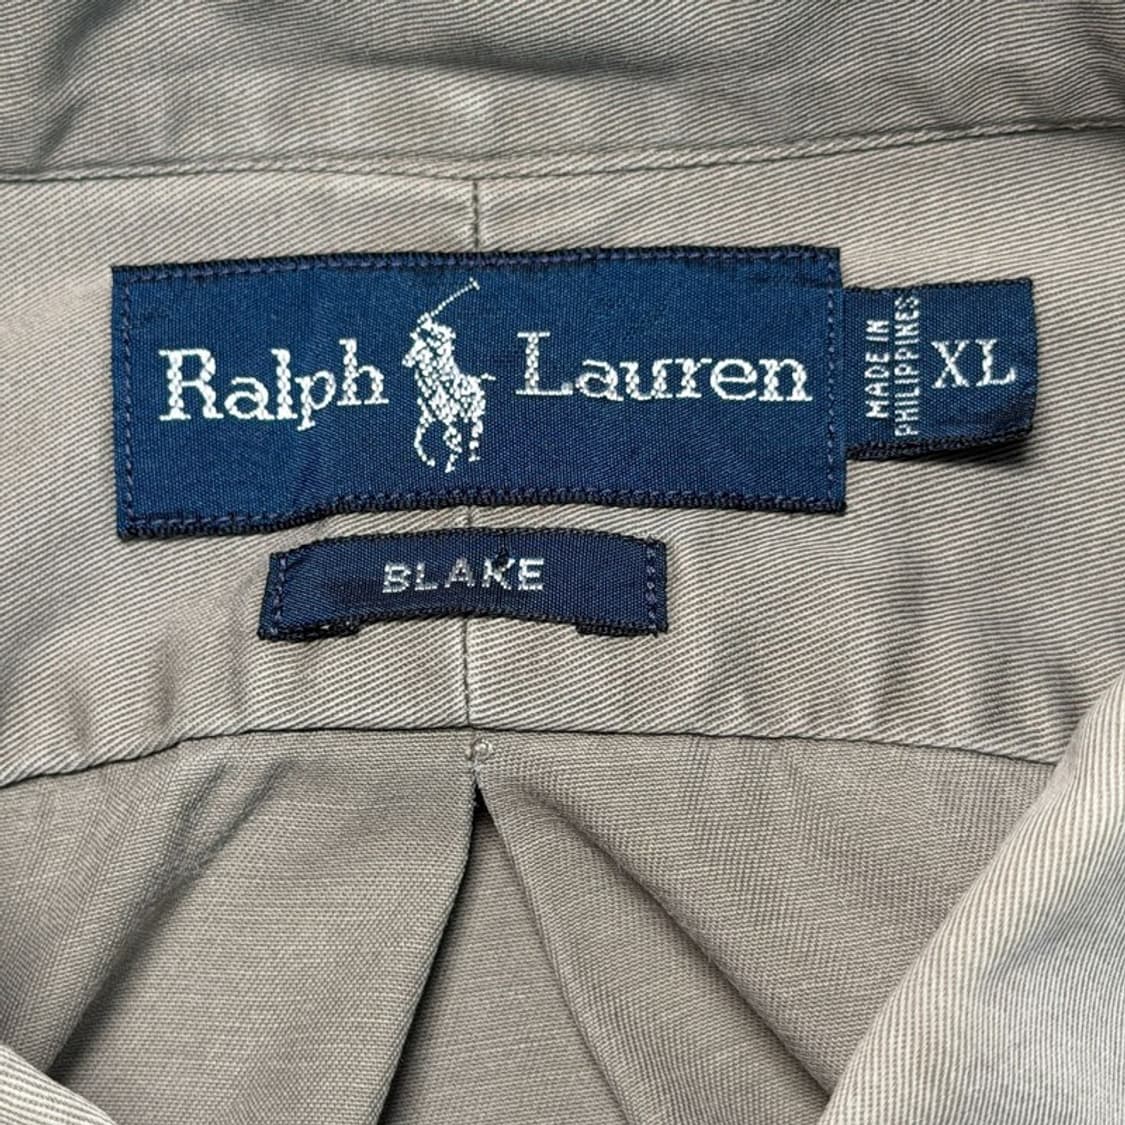 Ralph Lauren
MADE IN
PHILIPPINES
XL
BLAKE